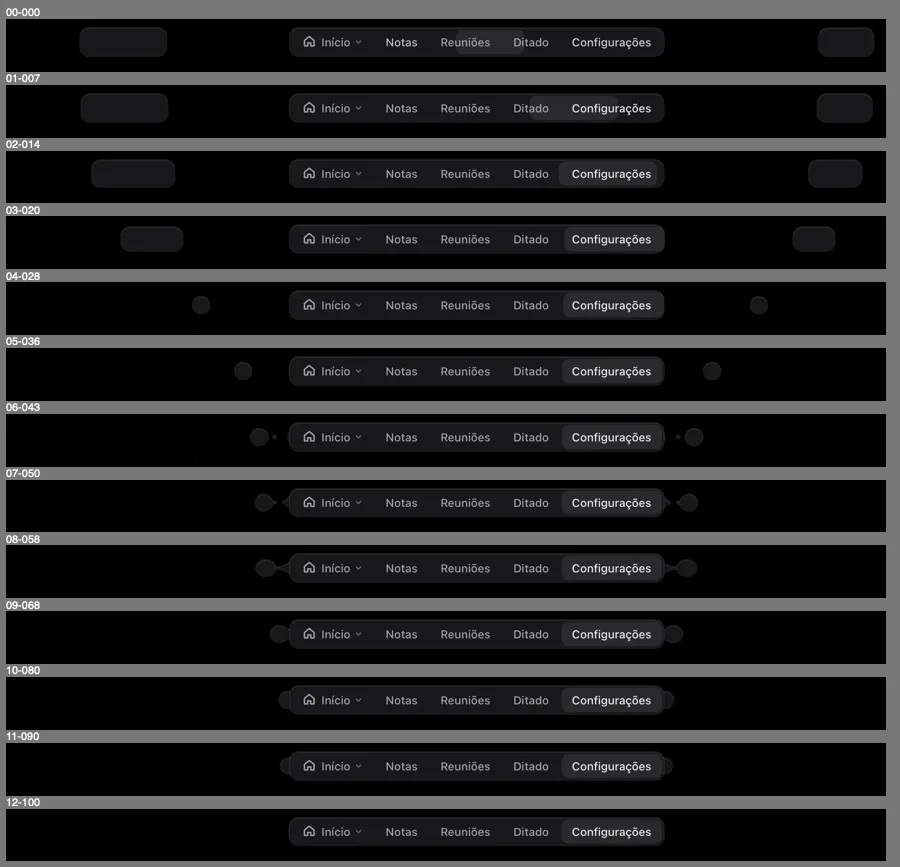 00-000
Início Notas Reuniões Ditado Configurações
01-007
Início Notas Reuniões Ditado Configurações
02-014
Início Notas Reuniões Ditado Configurações
03-020
Início Notas Reuniões Ditado Configurações
04-028
Início Notas Reuniões Ditado Configurações
05-036
Início Notas Reuniões Ditado Configurações
06-043
Início Notas Reuniões Ditado Configurações
07-050
Início Notas Reuniões Ditado Configurações
08-058
Início Notas Reuniões Ditado Configurações
09-068
Início Notas Reuniões Ditado Configurações
10-080
Início Notas Reuniões Ditado Configurações
11-090
Início Notas Reuniões Ditado Configurações
12-100
Início Notas Reuniões Ditado Configurações